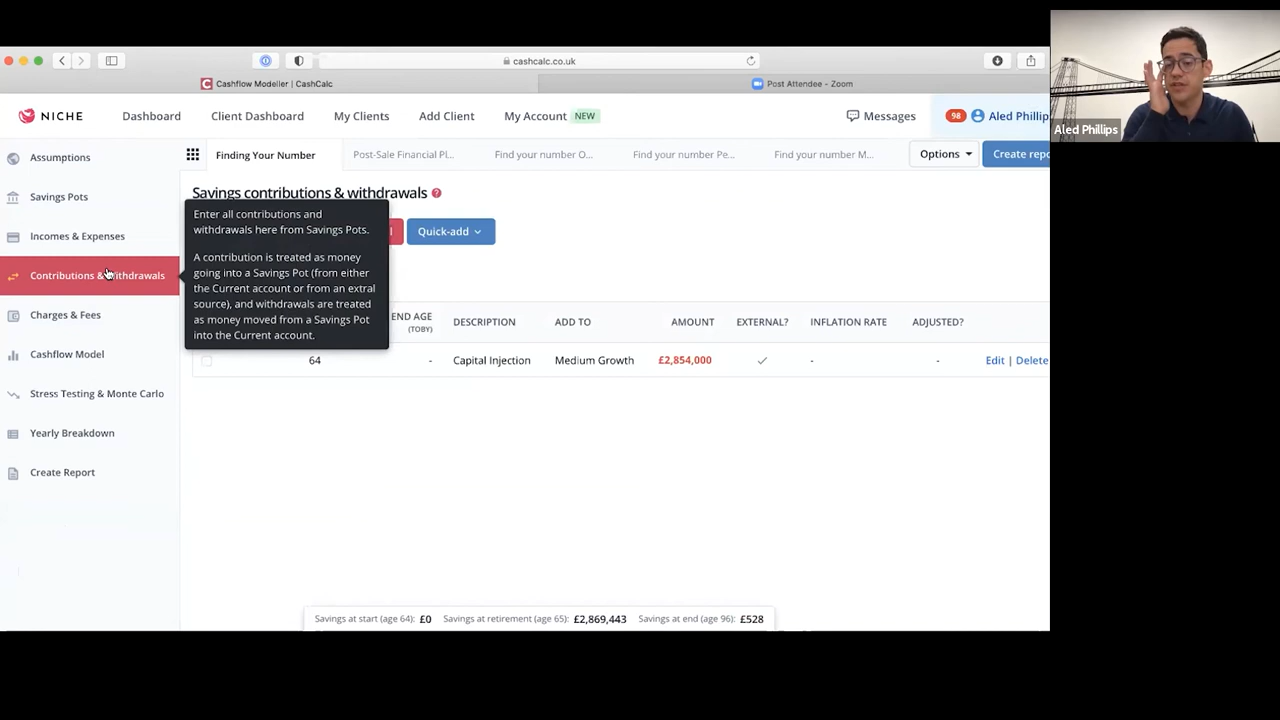 cashcalc.co.uk
Cashflow Modeller | CashCalc
Post Attendee - Zoom
NICHE
Dashboard
Client Dashboard
My Clients
Add Client
My Account NEW
Messages
98
Aled Phillip
Aled Phillips
Assumptions
Savings Pots
Incomes & Expenses
Contributions & Withdrawals
Charges & Fees
Cashflow Model
Stress Testing & Monte Carlo
Yearly Breakdown
Create Report
Finding Your Number
Post-Sale Financial Pl...
Find your number O...
Find your number Pe...
Find your number M...
Options
Create repo
Savings contributions & withdrawals ?
Quick-add
Enter all contributions and
withdrawals here from Savings Pots.
A contribution is treated as money
going into a Savings Pot (from either
the Current account or from an extral
source), and withdrawals are treated
as money moved from a Savings Pot
into the Current account.
END AGE
(TOBY)
DESCRIPTION
ADD TO
AMOUNT
EXTERNAL?
INFLATION RATE
ADJUSTED?
64 - Capital Injection Medium Growth £2,854,000 - - Edit | Delete
Savings at start (age 64): £0 Savings at retirement (age 65): £2,869,443 Savings at end (age 96): £528